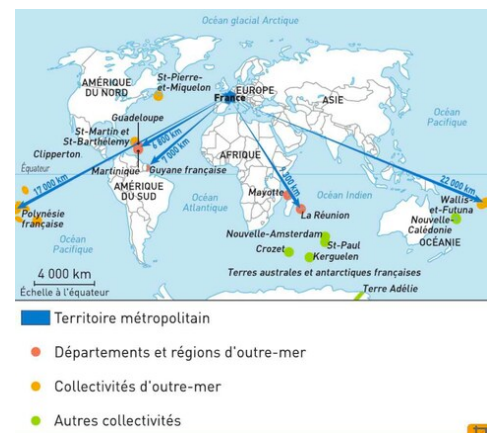 Océan glacial Arctique
AMÉRIQUE
DU NORD
St-Pierre-
et-Miquelon
EUROPE
France
ASIE
Océan
Pacifique
Guadeloupe
St-Martin et
St-Barthélemy
Clipperton
6 800 km
7 000 km
AFRIQUE
Équateur
17 000 km
Martinique
Guyane française
9 300 km
22 000 km
AMÉRIQUE
DU SUD
Mayotte
Océan Indien
Wallis-
et-Futuna
Polynésie
française
Océan
Atlantique
La Réunion
Nouvelle-
Calédonie
Océan
Pacifique
Nouvelle-Amsterdam
OCÉANIE
Crozet
St-Paul
Kerguelen
4 000 km
Échelle à l'équateur
Terres australes et antarctiques françaises
Terre Adélie
Territoire métropolitain
Départements et régions d'outre-mer
Collectivités d'outre-mer
Autres collectivités